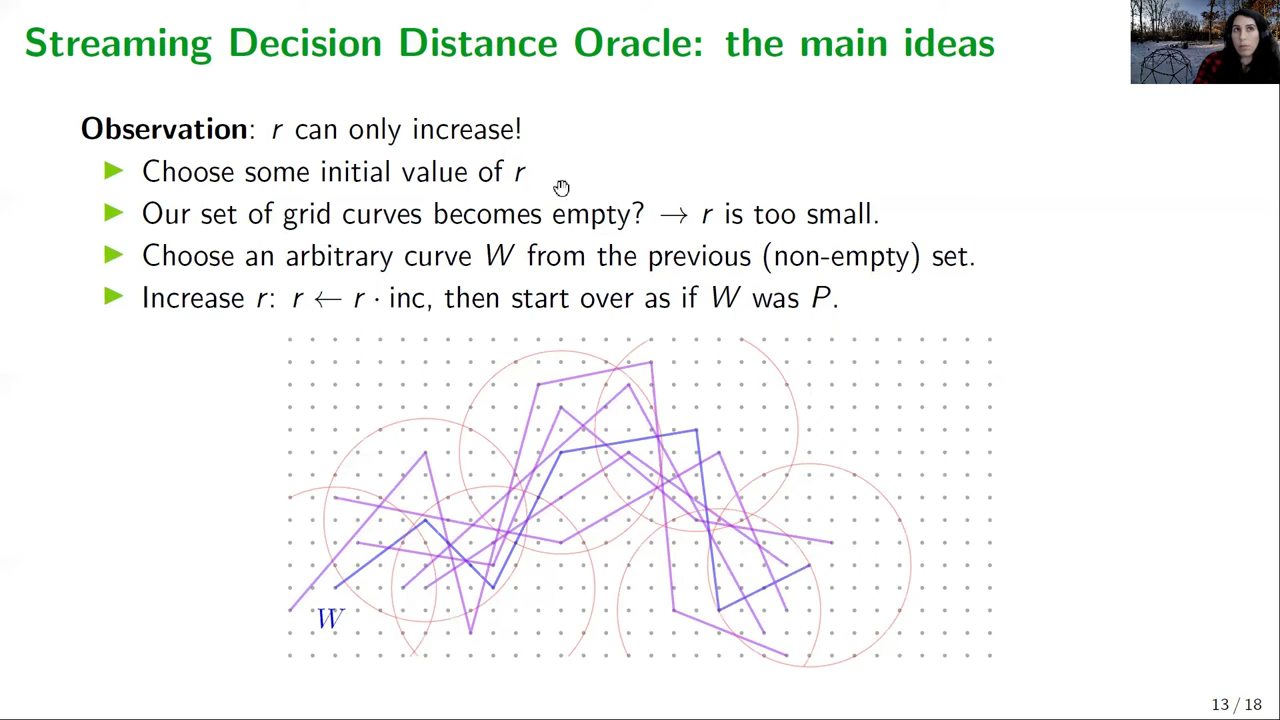 Streaming Decision Distance Oracle: the main ideas
Observation: r can only increase!
Choose some initial value of r
Our set of grid curves becomes empty? → r is too small.
Choose an arbitrary curve W from the previous (non-empty) set.
Increase r: r ← r · inc, then start over as if W was P.
W
13 / 18